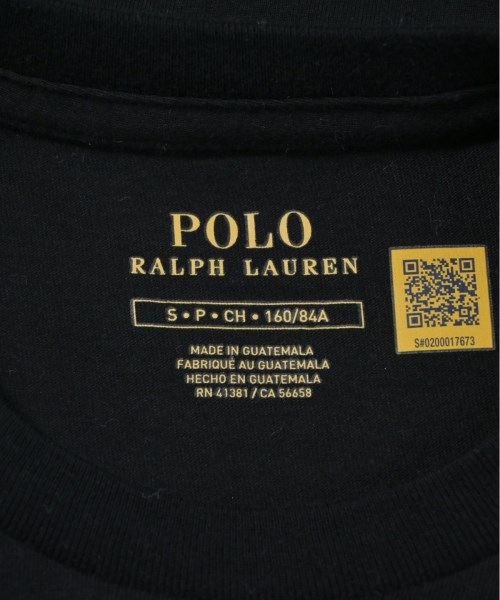 POLO
RALPH LAUREN
S • P • CH • 160/84A
MADE IN GUATEMALA
FABRIQUÉ AU GUATEMALA
HECHO EN GUATEMALA
RN 41381 / CA 56658
S#0200017673